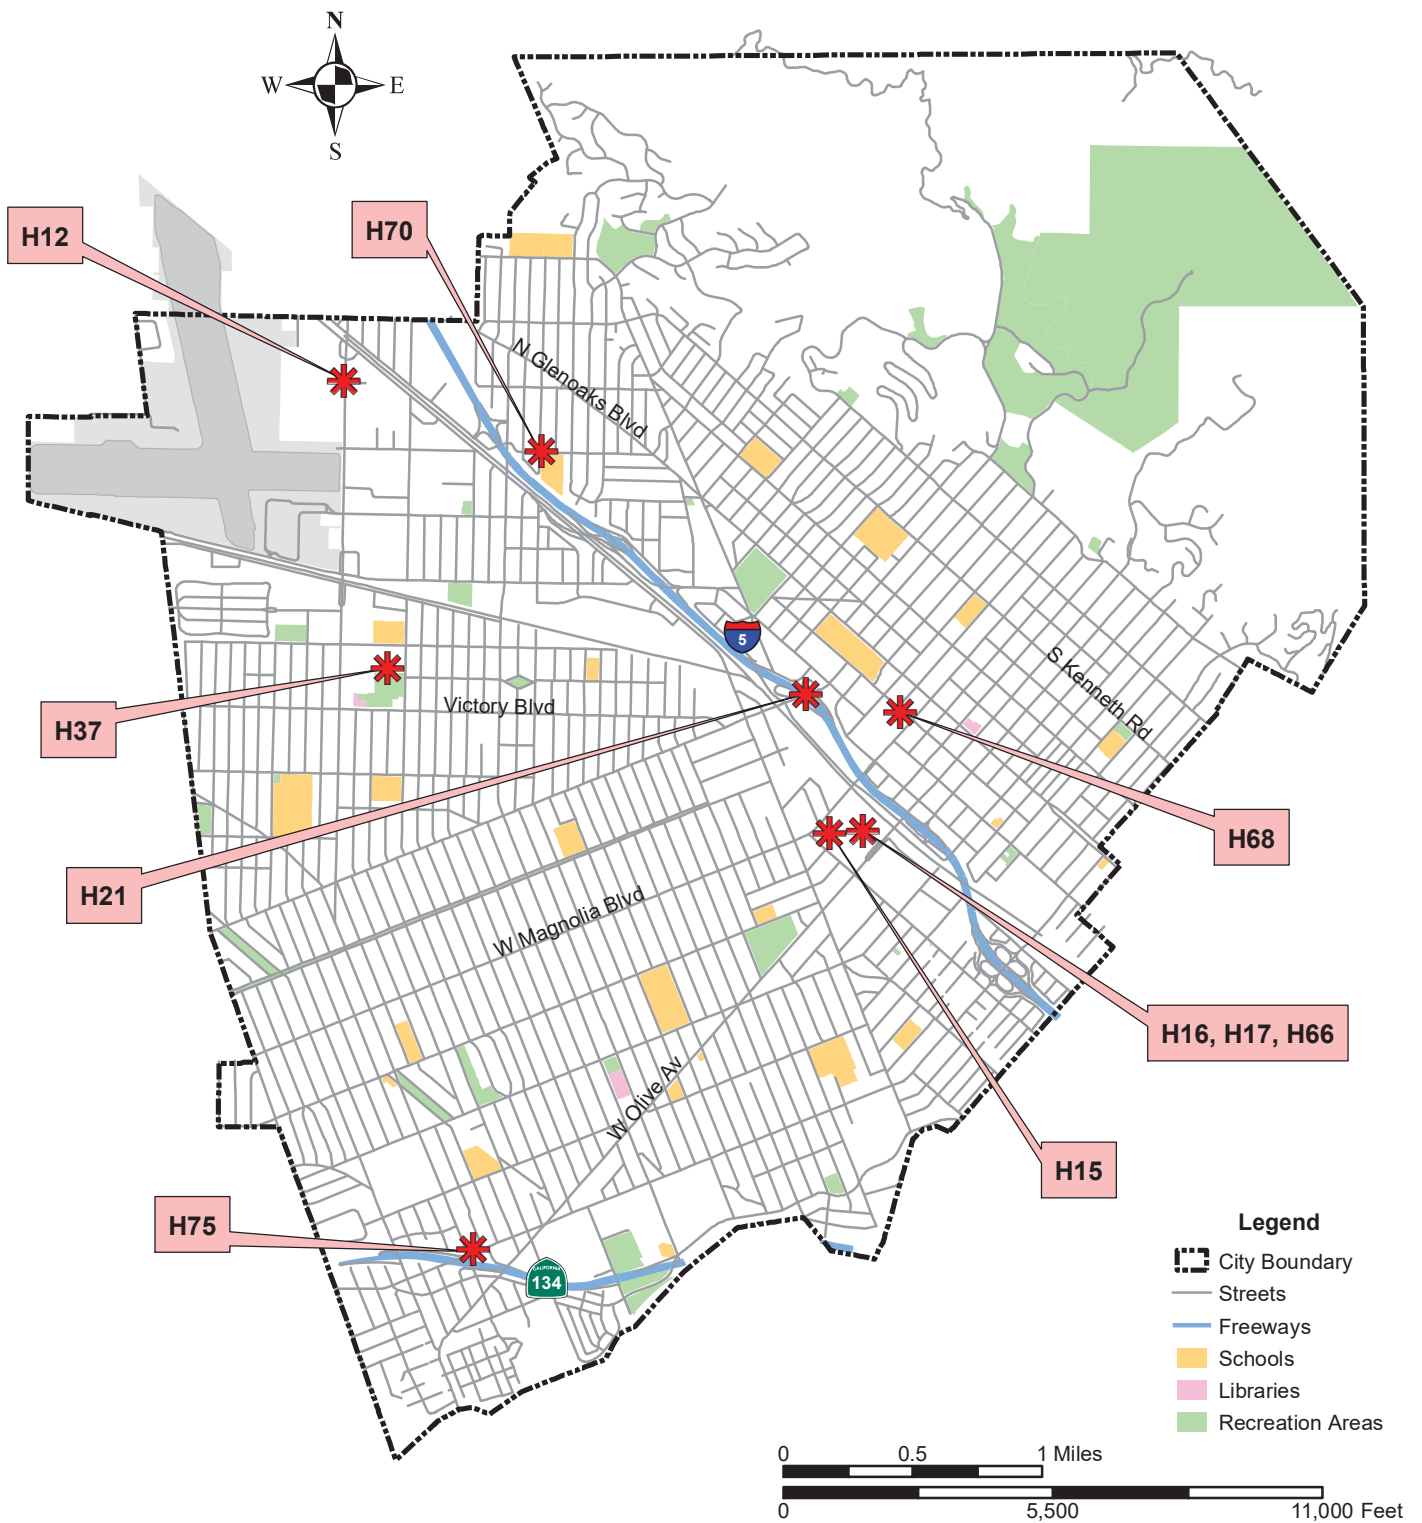 N
W E
S
H12
H70
N Glenoaks Blvd
5
S Kenneth Rd
H37
Victory Blvd
H68
H21
W Magnolia Blvd
H16, H17, H66
W Olive Av
H15
H75
CALIFORNIA
134
Legend
City Boundary
Streets
Freeways
Schools
Libraries
Recreation Areas
0 0.5 1 Miles
0 5,500 11,000 Feet